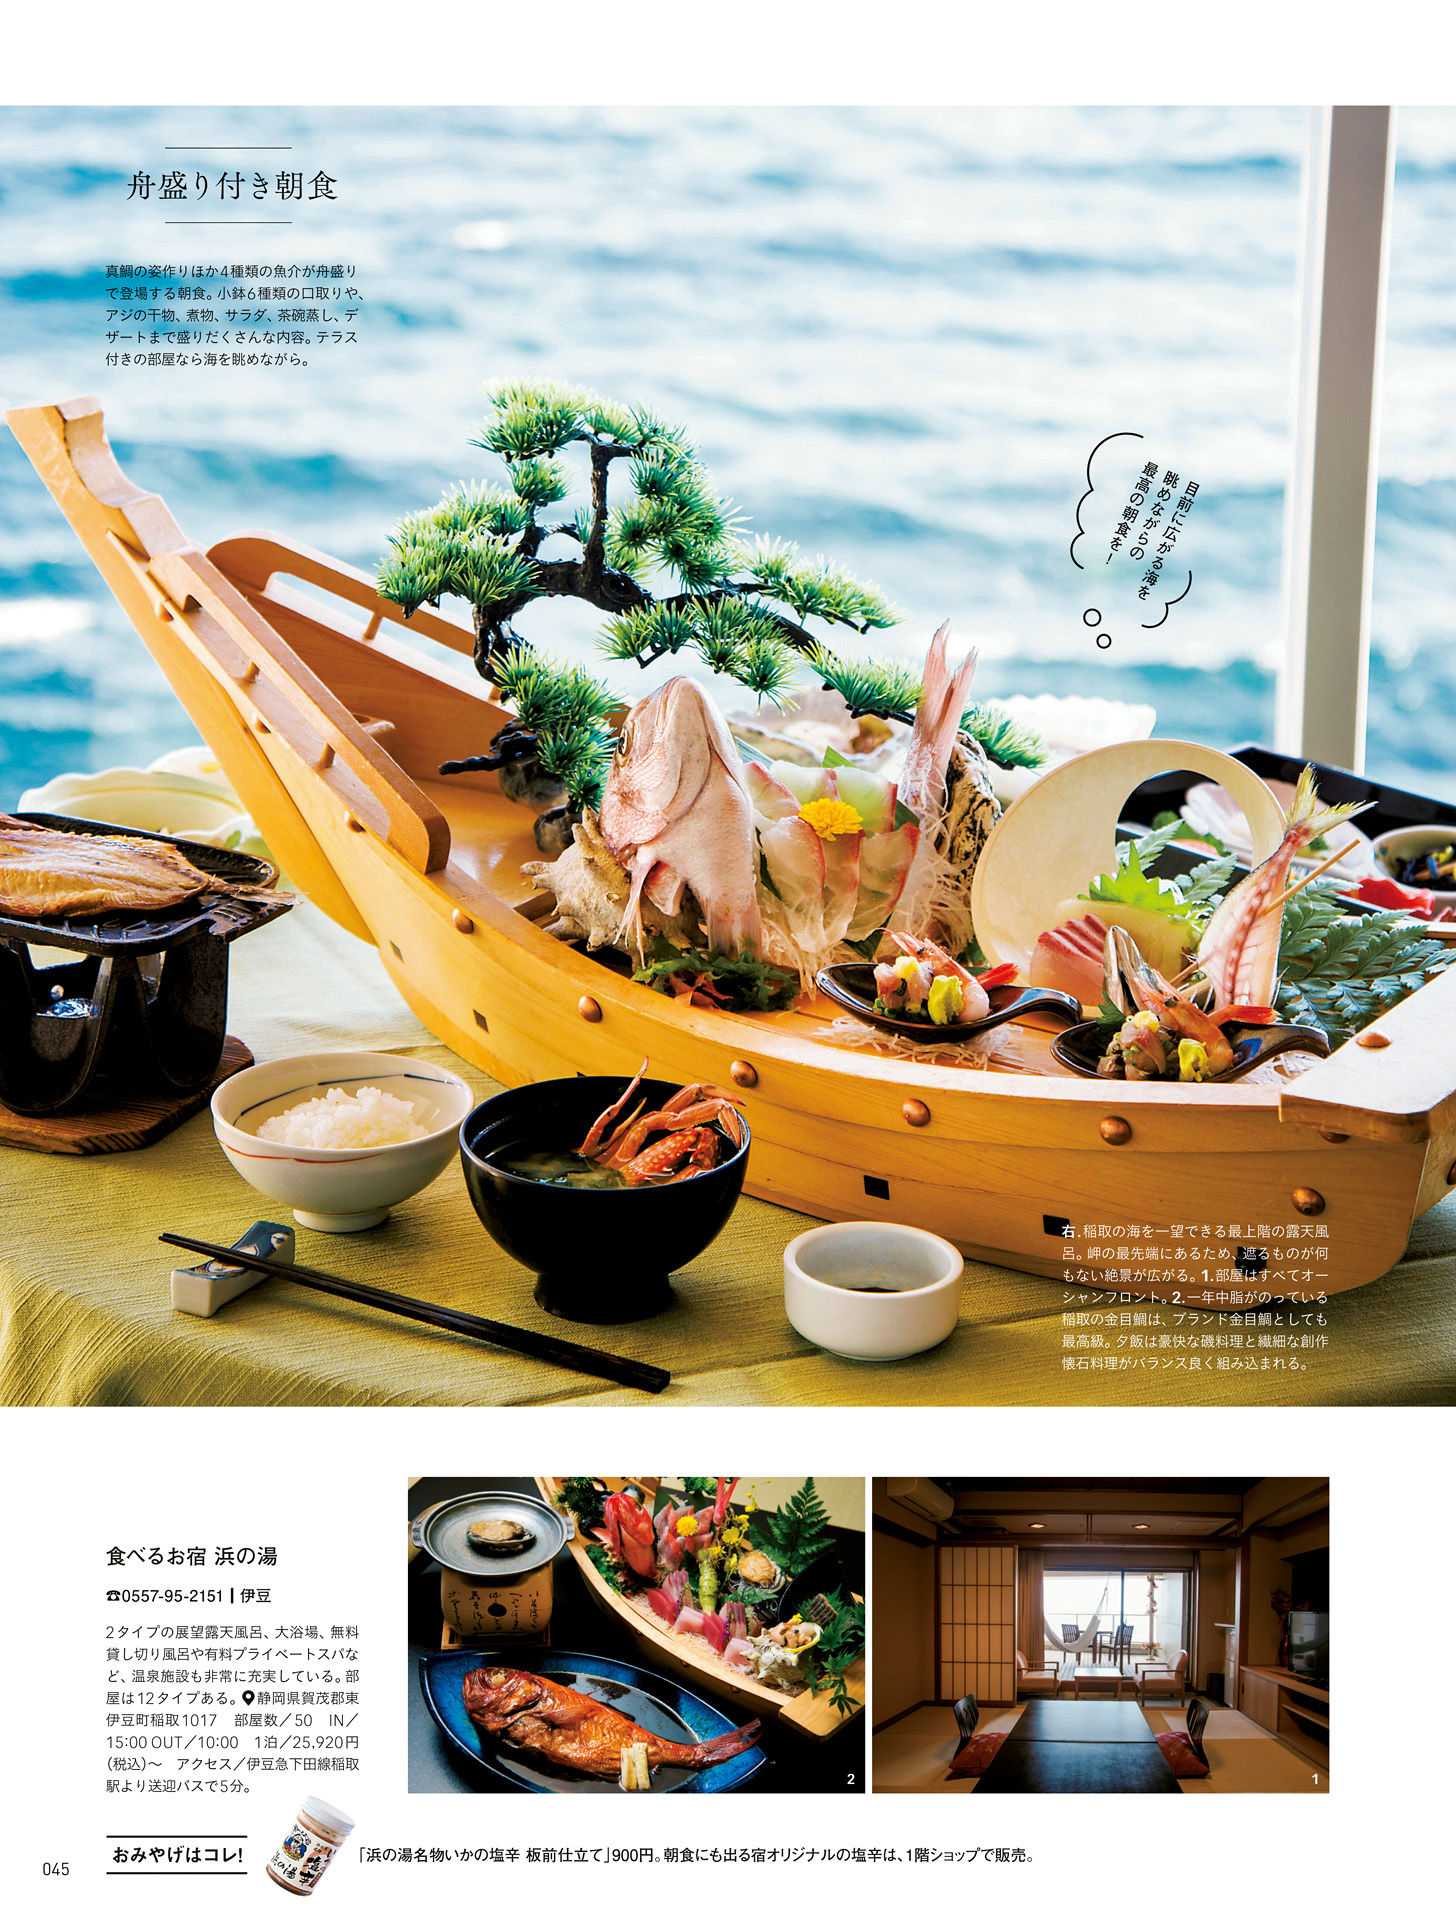 舟盛り付き朝食
真鯛の姿作りほか4種類の魚介が舟盛り
で登場する朝食。小鉢6種類の口取りや、
アジの干物、煮物、サラダ、茶碗蒸し、デ
ザートまで盛りだくさんな内容。テラス
付きの部屋なら海を眺めながら。
目前に広がる海を
眺めながらの
最高の朝食を!
右.稲取の海を一望できる最上階の露天風
呂。岬の最先端にあるため、遮るものが何
もない絶景が広がる。1.部屋はすべてオー
シャンフロント。2.一年中脂がのっている
稲取の金目鯛は、ブランド金目鯛としても
最高級。夕飯は豪快な磯料理と繊細な創作
懐石料理がバランス良く組み込まれる。
食べるお宿 浜の湯
☎0557-95-2151 | 伊豆
2タイプの展望露天風呂、大浴場、無料
貸し切り風呂や有料プライベートスパな
ど、温泉施設も非常に充実している。部
屋は12タイプある。静岡県賀茂郡東
伊豆町稲取1017 部屋数/50 IN/
15:00 OUT/10:00 1泊/25,920円
(税込)〜 アクセス/伊豆急下田線稲取
駅より送迎バスで5分。
2
1
おみやげはコレ!
浜の湯
塩辛
「浜の湯名物いかの塩辛 板前仕立て」900円。朝食にも出る宿オリジナルの塩辛は、1階ショップで販売。
045